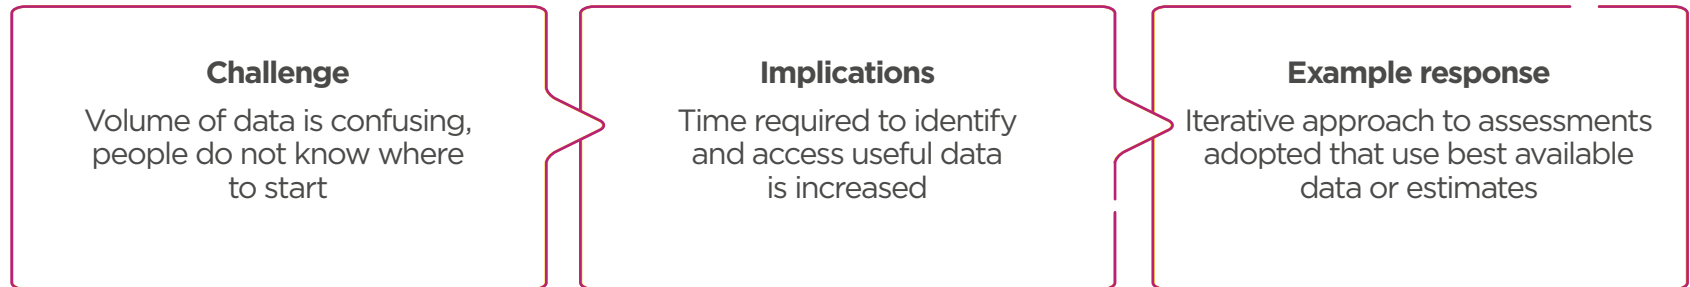 Challenge
Volume of data is confusing,
people do not know where
to start
Implications
Time required to identify
and access useful data
is increased
Example response
Iterative approach to assessments
adopted that use best available
data or estimates